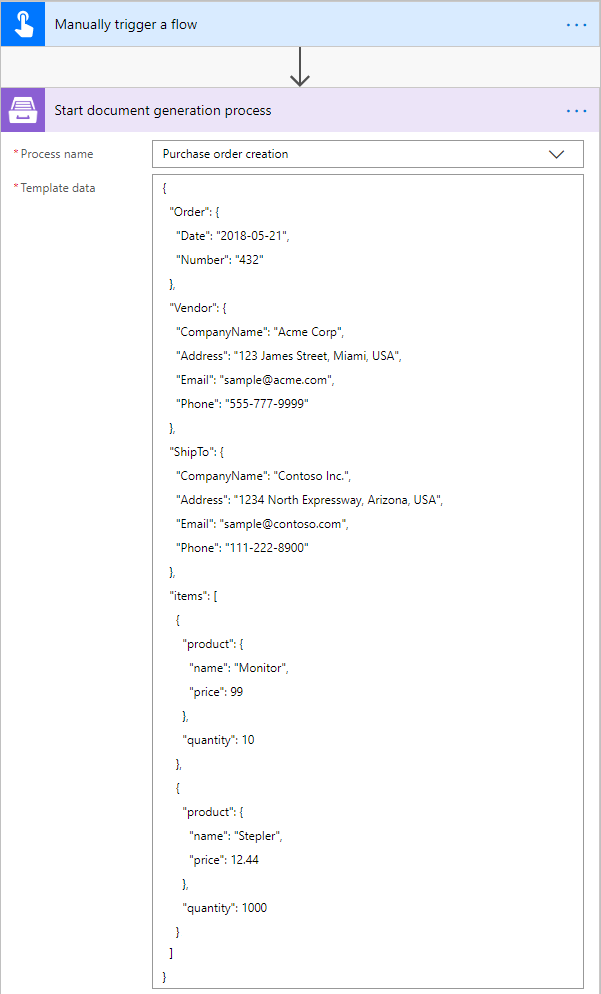 Manually trigger a flow
Start document generation process
*Process name
Purchase order creation
*Template data
{
"Order": {
"Date": "2018-05-21",
"Number": "432"
},
"Vendor": {
"CompanyName": "Acme Corp",
"Address": "123 James Street, Miami, USA",
"Email": "sample@acme.com",
"Phone": "555-777-9999"
},
"ShipTo": {
"CompanyName": "Contoso Inc.",
"Address": "1234 North Expressway, Arizona, USA",
"Email": "sample@contoso.com",
"Phone": "111-222-8900"
},
"items": [
{
"product": {
"name": "Monitor",
"price": 99
},
"quantity": 10
},
{
"product": {
"name": "Stepler",
"price": 12.44
},
"quantity": 1000
}
]
}